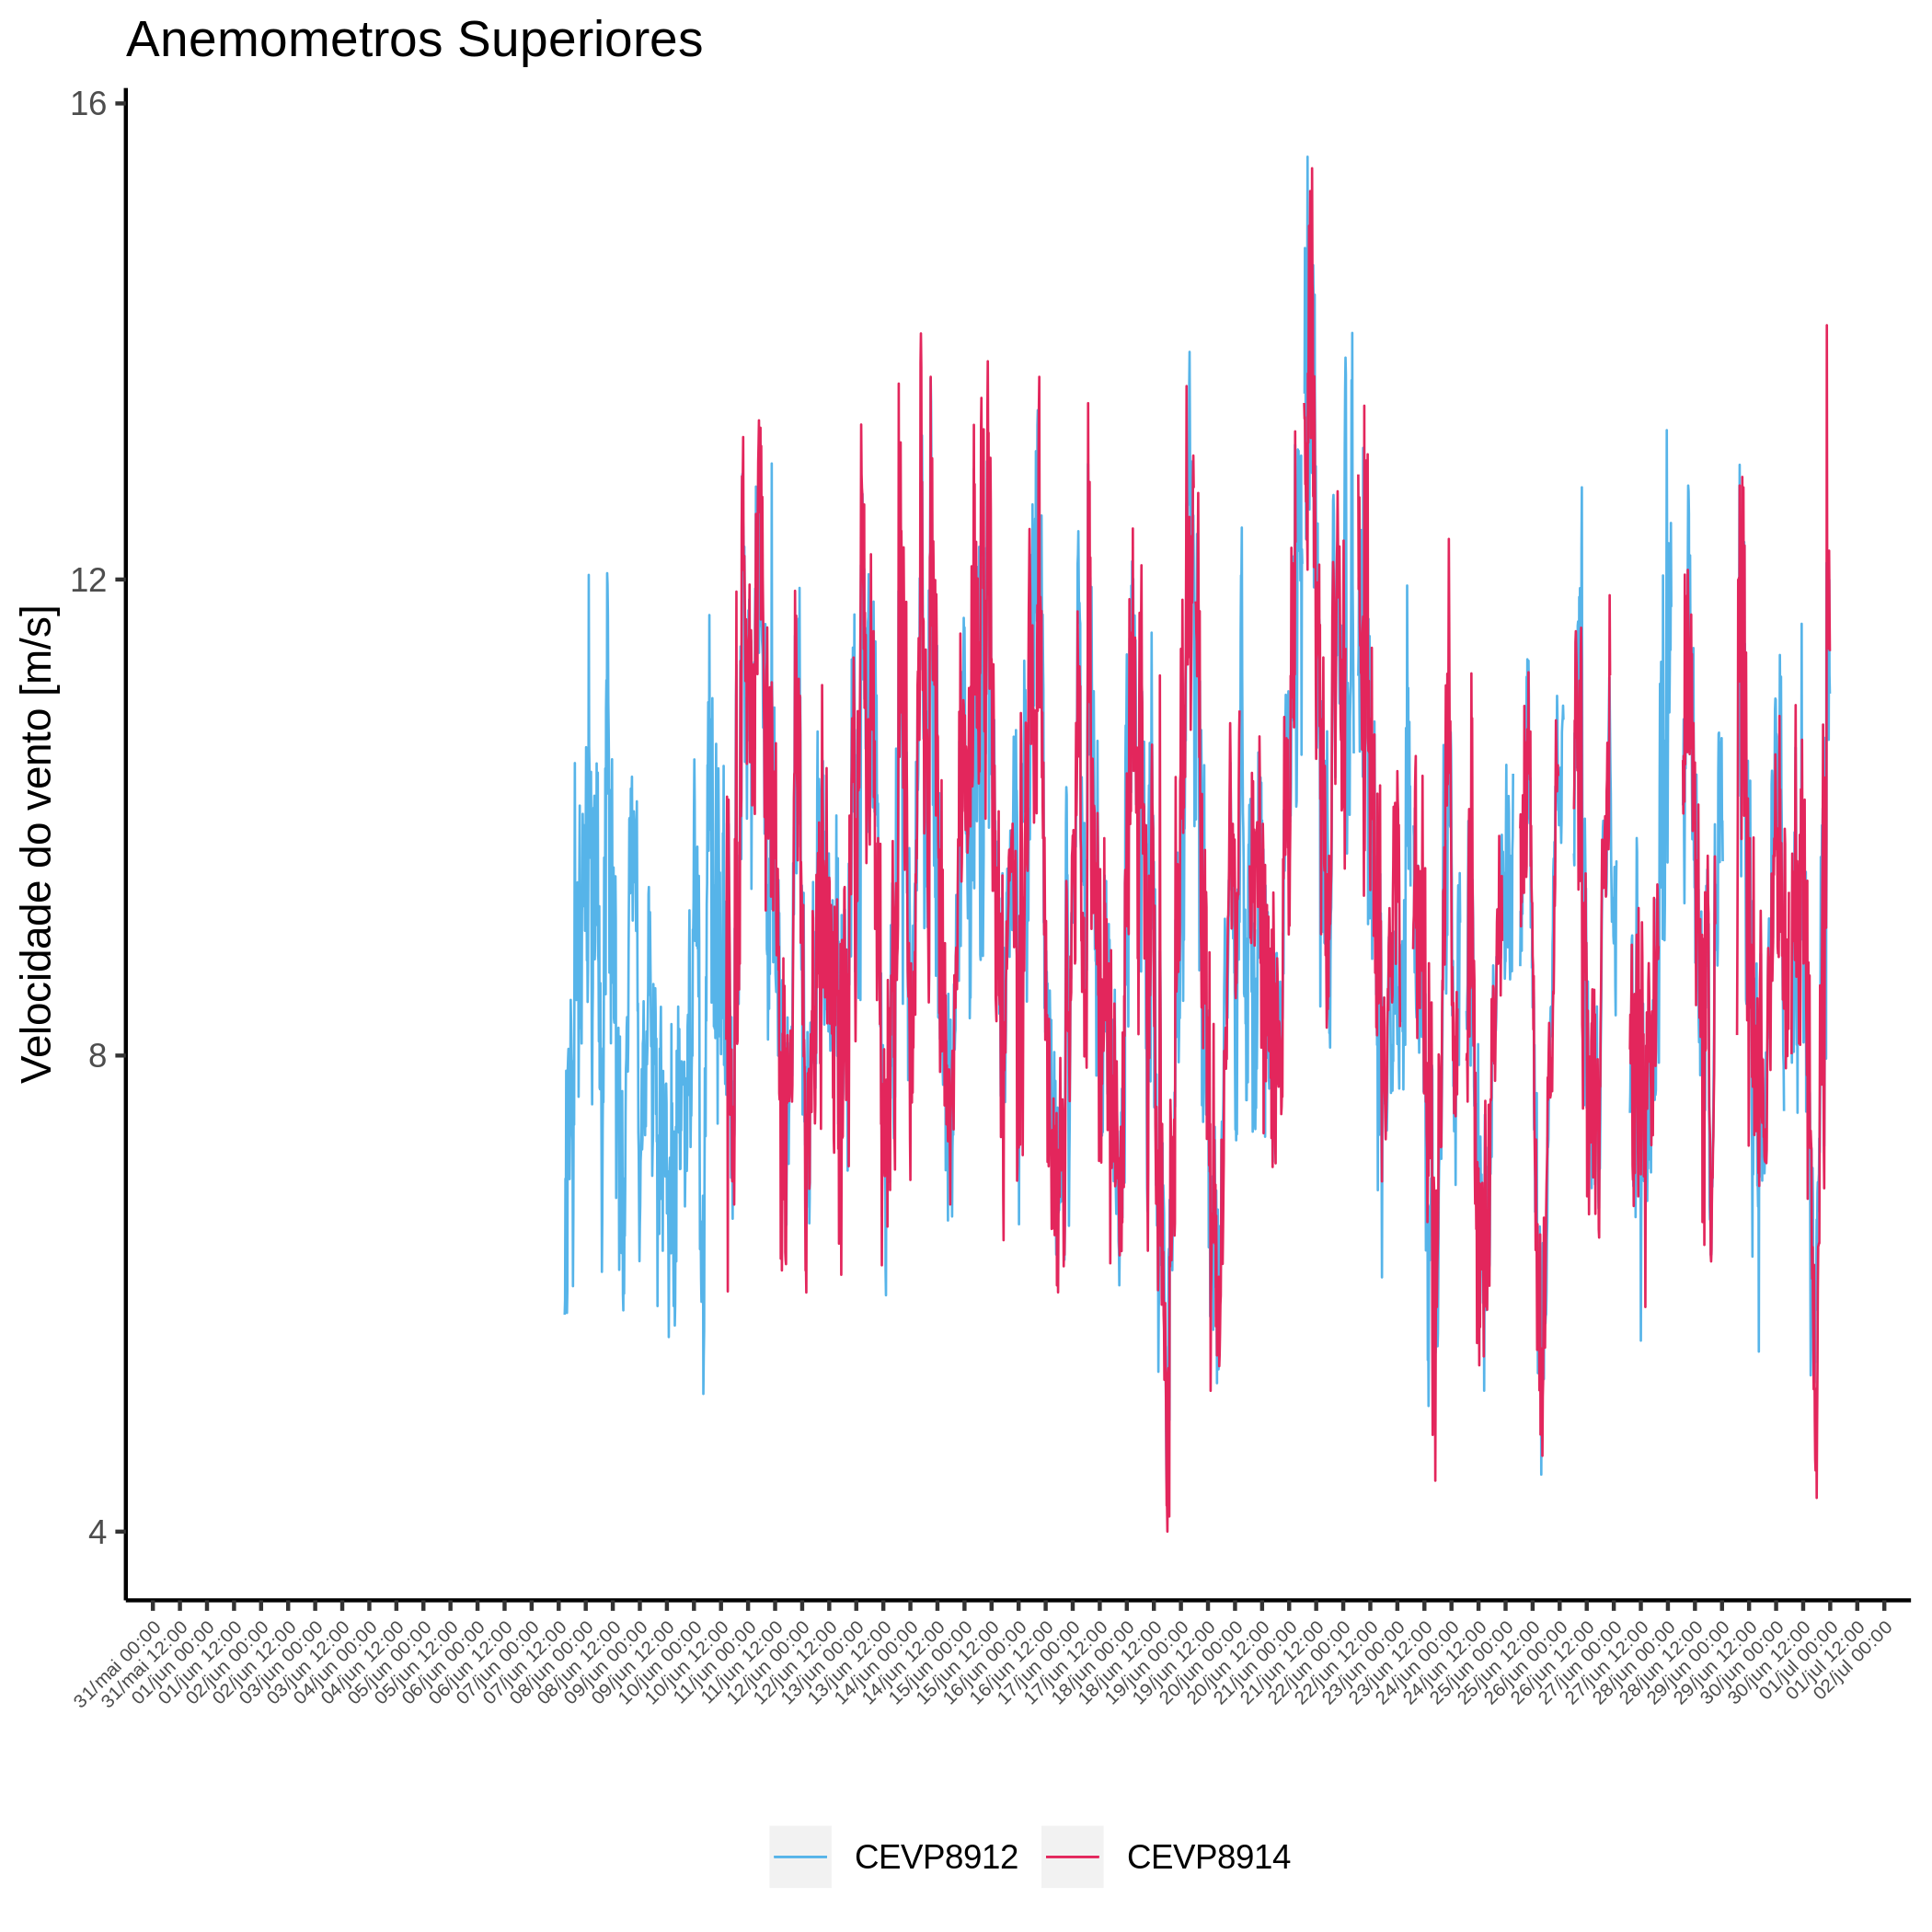 Anemometros Superiores
Velocidade do vento [m/s]
16
12
8
4
31/mai 00:00
31/mai 12:00
01/jun 00:00
01/jun 12:00
02/jun 00:00
02/jun 12:00
03/jun 00:00
03/jun 12:00
04/jun 00:00
04/jun 12:00
05/jun 00:00
05/jun 12:00
06/jun 00:00
06/jun 12:00
07/jun 00:00
07/jun 12:00
08/jun 00:00
08/jun 12:00
09/jun 00:00
09/jun 12:00
10/jun 00:00
10/jun 12:00
11/jun 00:00
11/jun 12:00
12/jun 00:00
12/jun 12:00
13/jun 00:00
13/jun 12:00
14/jun 00:00
14/jun 12:00
15/jun 00:00
15/jun 12:00
16/jun 00:00
16/jun 12:00
17/jun 00:00
17/jun 12:00
18/jun 00:00
18/jun 12:00
19/jun 00:00
19/jun 12:00
20/jun 00:00
20/jun 12:00
21/jun 00:00
21/jun 12:00
22/jun 00:00
22/jun 12:00
23/jun 00:00
23/jun 12:00
24/jun 00:00
24/jun 12:00
25/jun 00:00
25/jun 12:00
26/jun 00:00
26/jun 12:00
27/jun 00:00
27/jun 12:00
28/jun 00:00
28/jun 12:00
29/jun 00:00
29/jun 12:00
30/jun 00:00
30/jun 12:00
01/jul 00:00
01/jul 12:00
02/jul 00:00
CEVP8912
CEVP8914